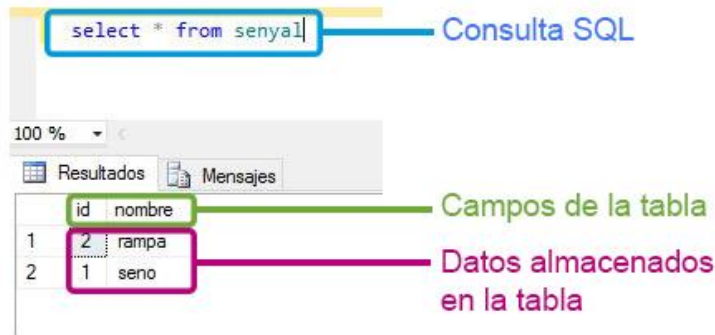 select * from senyal
Consulta SQL
100 %
Resultados Mensajes
id nombre
Campos de la tabla
1 2 rampa
2 1 seno
Datos almacenados
en la tabla